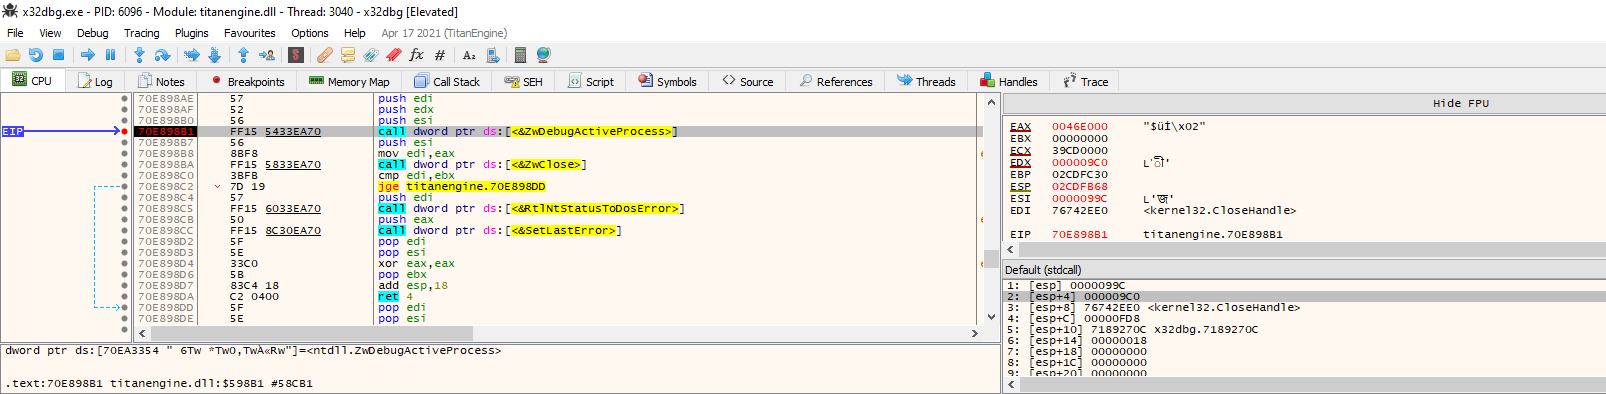 x32dbg.exe - PID: 6096 - Module: titanengine.dll - Thread: 3040 - x32dbg [Elevated]
File View Debug Tracing Plugins Favourites Options Help Apr 17 2021 (TitanEngine)
CPU Log Notes Breakpoints Memory Map Call Stack SEH Script Symbols Source References Threads Handles Trace
70E898AE 57 push edi
70E898AF 52 push edx
70E898B0 56 push esi
EIP 70E898B1 FF15 5433EA70 call dword ptr ds:[<&ZwDebugActiveProcess>]
70E898B7 56 push esi
70E898B8 8BF8 mov edi,eax
70E898BA FF15 5833EA70 call dword ptr ds:[<&ZwClose>]
70E898C0 3BFB cmp edi,ebx
70E898C2 7D 19 jge titanengine.70E898DD
70E898C4 57 push edi
70E898C5 FF15 6033EA70 call dword ptr ds:[<&RtlNtStatusToDosError>]
70E898CB 50 push eax
70E898CC FF15 8C30EA70 call dword ptr ds:[<&SetLastError>]
70E898D2 5F pop edi
70E898D3 5E pop esi
70E898D4 33C0 xor eax,eax
70E898D6 5B pop ebx
70E898D7 83C4 18 add esp,18
70E898DA C2 0400 ret 4
70E898DD 5F pop edi
70E898DE 5E pop esi
dword ptr ds:[70EA3354 " 6Tw *TwO,TwÀ«Rw"]=<ntdll.ZwDebugActiveProcess>
.text:70E898B1 titanengine.dll:$598B1 #58CB1
Hide FPU
EAX 0046E000 "$üÍ\x02"
EBX 00000000
ECX 39CD0000
EDX 000009C0
EBP 02CDFC30
ESP 02CDFB68
ESI 0000099C L'ज'
EDI 76742EE0 <kernel32.CloseHandle>
EIP 70E898B1 titanengine.70E898B1
Default (stdcall)
1: [esp] 0000099C
2: [esp+4] 000009C0
3: [esp+8] 76742EE0 <kernel32.CloseHandle>
4: [esp+C] 00000FD8
5: [esp+10] 7189270C x32dbg.7189270C
6: [esp+14] 00000018
7: [esp+18] 00000000
8: [esp+1C] 00000000
9: [esp+20] 00000000